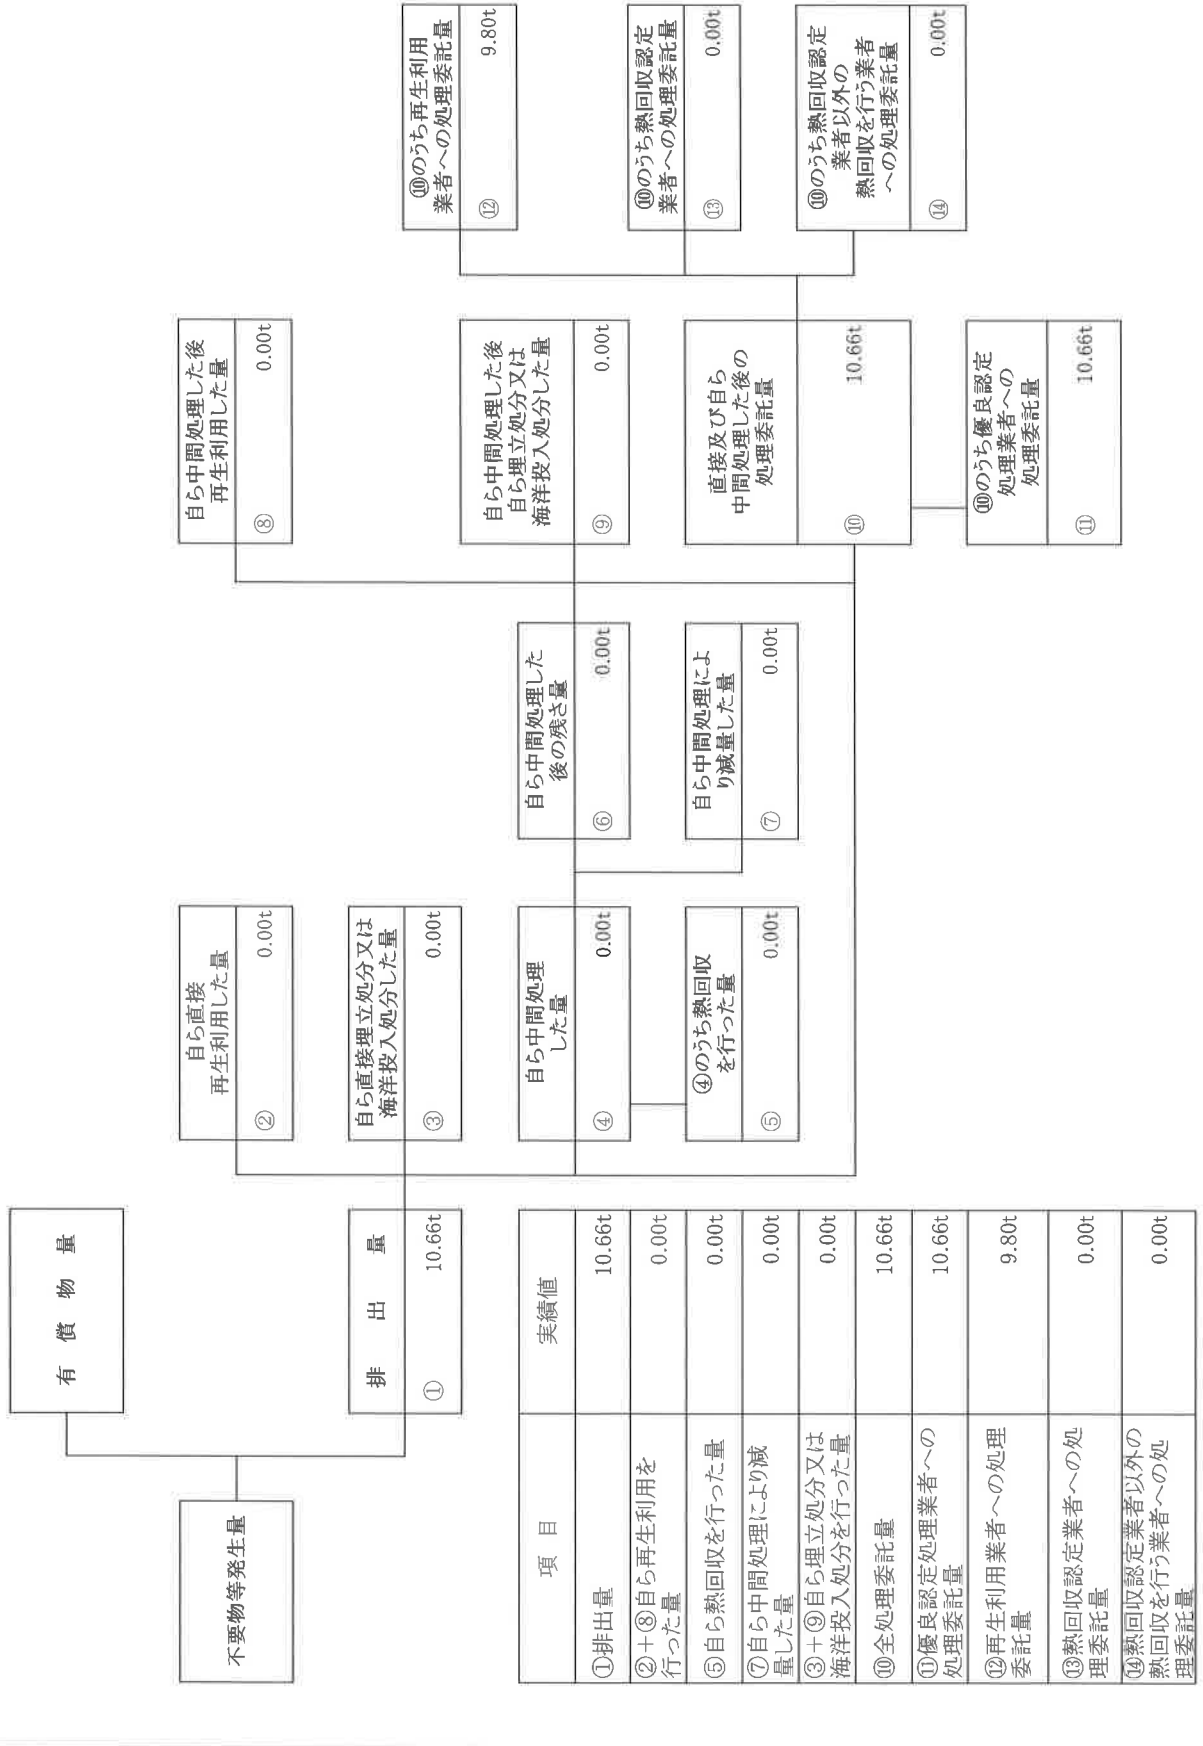 不要物等発生量
有 償 物 量
排 出 量
① 10.66t
自ら直接
再生利用した量
② 0.00t
自ら直接埋立処分又は
海洋投入処分した量
③ 0.00t
自ら中間処理
した量
④ 0.00t
④のうち熱回収
を行った量
⑤ 0.00t
自ら中間処理した
後の残さ量
⑥ 0.00t
自ら中間処理によ
り減量した量
⑦ 0.00t
自ら中間処理した後
再生利用した量
⑧ 0.00t
自ら中間処理した後
自ら埋立処分又は
海洋投入処分した量
⑨ 0.00t
直接及び自ら
中間処理した後の
処理委託量
⑩ 10.66t
⑩のうち優良認定
処理業者への
処理委託量
⑪ 10.66t
⑩のうち再生利用
業者への処理委託量
⑫ 9.80t
⑩のうち熱回収認定
業者への処理委託量
⑬ 0.00t
⑩のうち熱回収認定
業者以外の
熱回収を行う業者
への処理委託量
⑭ 0.00t
項 目 実績値
①排出量 10.66t
②+⑧自ら再生利用を
行った量 0.00t
⑤自ら熱回収を行った量 0.00t
⑦自ら中間処理により減
量した量 0.00t
③+⑨自ら埋立処分又は
海洋投入処分を行った量 0.00t
⑩全処理委託量 10.66t
⑪優良認定処理業者への
処理委託量 10.66t
⑫再生利用業者への処理
委託量 9.80t
⑬熱回収認定業者への処
理委託量 0.00t
⑭熱回収認定業者以外の
熱回収を行う業者への処
理委託量 0.00t